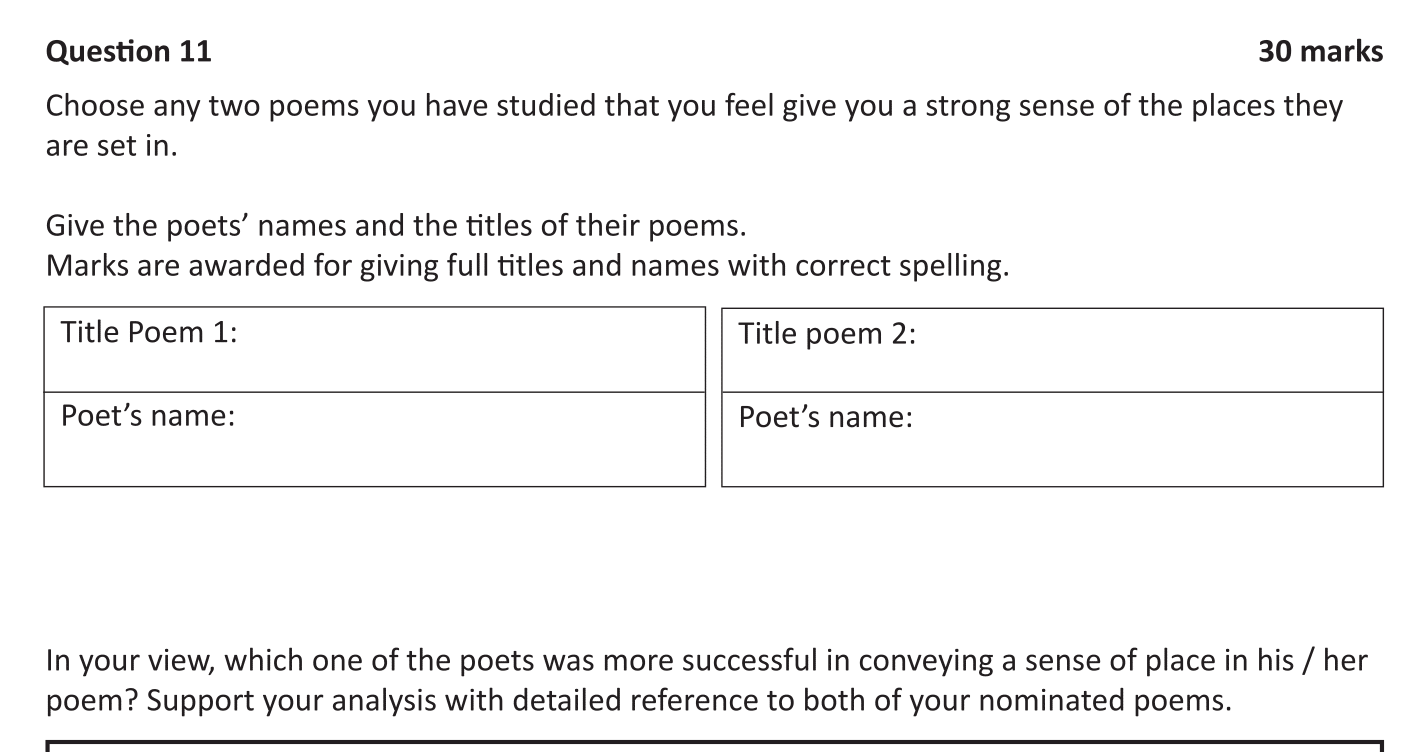 Question 11 30 marks
Choose any two poems you have studied that you feel give you a strong sense of the places they
are set in.
Give the poets’ names and the titles of their poems.
Marks are awarded for giving full titles and names with correct spelling.
Title Poem 1:
Poet’s name:
Title poem 2:
Poet’s name:
In your view, which one of the poets was more successful in conveying a sense of place in his / her
poem? Support your analysis with detailed reference to both of your nominated poems.